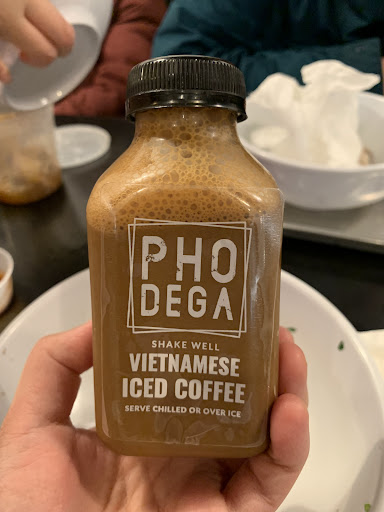 PHO
DEGA
SHAKE WELL
VIETNAMESE
ICED COFFEE
SERVE CHILLED OR OVER ICE